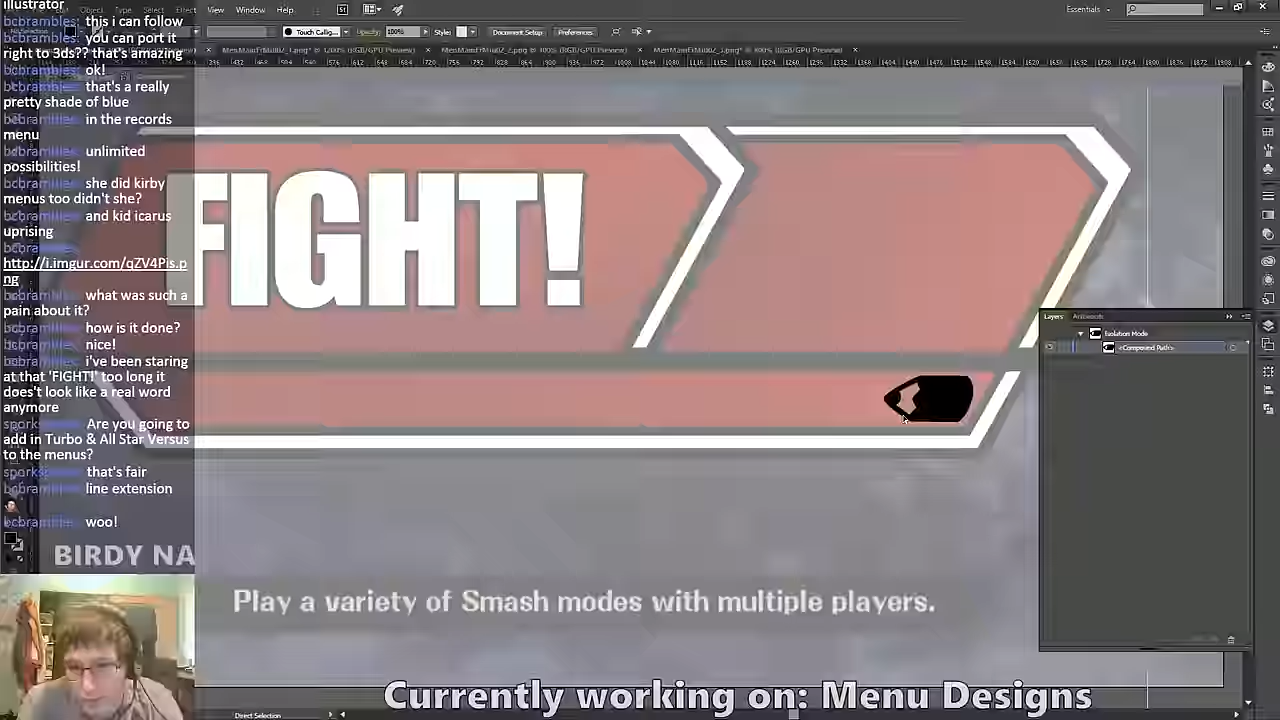 illustrator
bcbrambles: this i can follow
bcbrambles: you can port it
right to 3ds?? that's amazing
bcbrambles: ok!
bcbrambles: that's a really
pretty shade of blue
bcbrambles: in the records
menu
bcbrambles: unlimited
possibilities!
bcbrambles: she did kirby
menus too didn't she?
bcbrambles: and kid icarus
uprising
bcbrambles:
http://i.imgur.com/qZV4Pis.p
ng
bcbrambles: what was such a
pain about it?
bcbrambles: how is it done?
bcbrambles: nice!
bcbrambles: i've been staring
at that 'FIGHT!' too long it
does't look like a real word
anymore
Are you going
to add in Turbo & All Star Versus
to the menus?
that's fair
bcbrambles: line extension
bcbrambles: woo!
Select Effect View Window Help
Essentials
Touch Callig...
Opacity: 100%
Style:
Document Setup
Preferences
FIGHT!
Layers Artboards
Isolation Mode
<Compound Path>
BIRDY NA
Play a variety of Smash modes with multiple players.
Currently working on: Menu Designs
Direct Selection